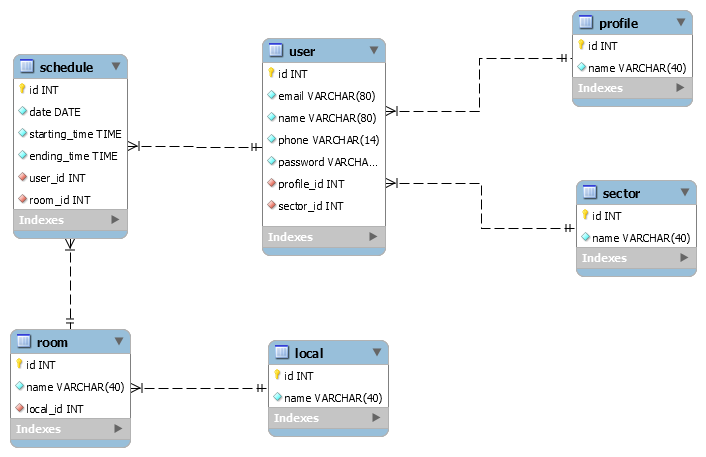 schedule
id INT
date DATE
starting_time TIME
ending_time TIME
user_id INT
room_id INT
Indexes
user
id INT
email VARCHAR(80)
name VARCHAR(80)
phone VARCHAR(14)
password VARCHA...
profile_id INT
sector_id INT
Indexes
profile
id INT
name VARCHAR(40)
Indexes
sector
id INT
name VARCHAR(40)
Indexes
room
id INT
name VARCHAR(40)
local_id INT
Indexes
local
id INT
name VARCHAR(40)
Indexes